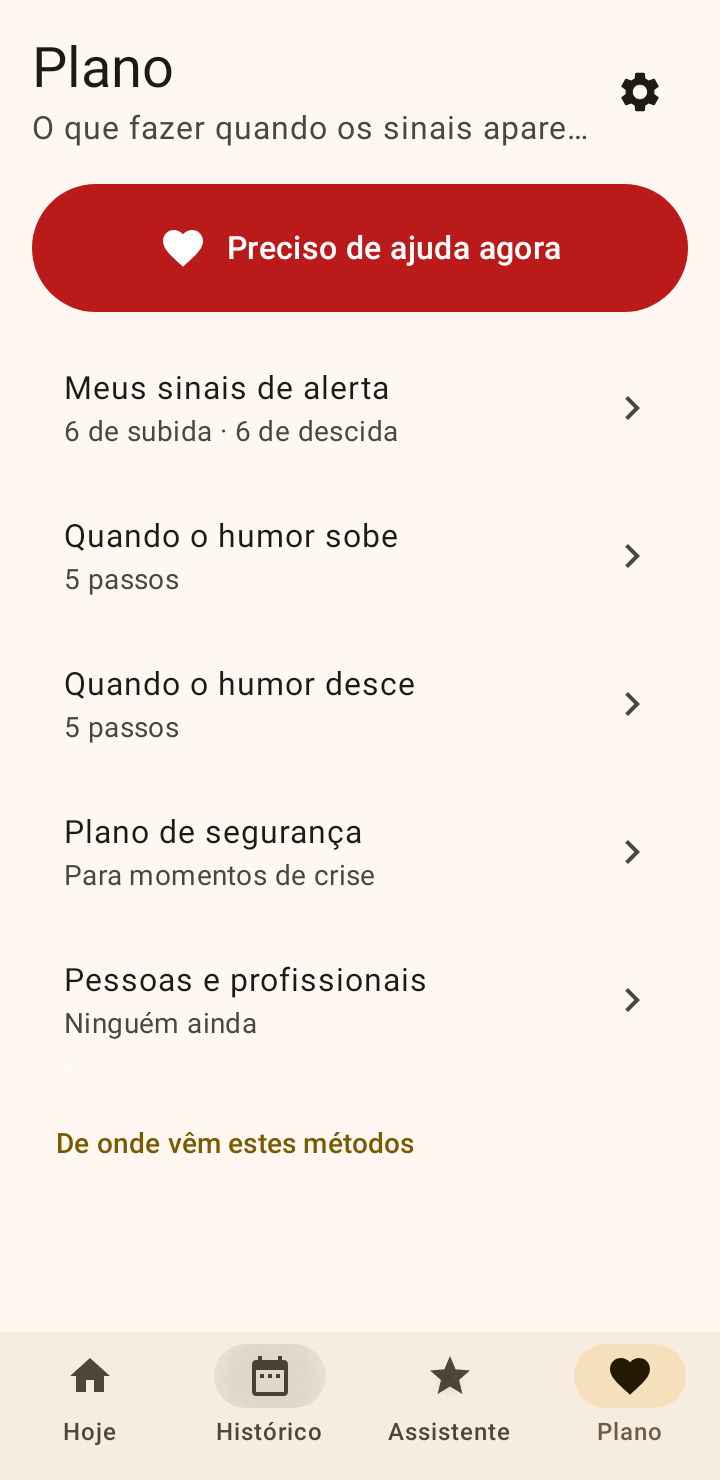 Plano
O que fazer quando os sinais apare…
Preciso de ajuda agora
Meus sinais de alerta
6 de subida · 6 de descida
Quando o humor sobe
5 passos
Quando o humor desce
5 passos
Plano de segurança
Para momentos de crise
Pessoas e profissionais
Ninguém ainda
De onde vêm estes métodos
Hoje
Histórico
Assistente
Plano